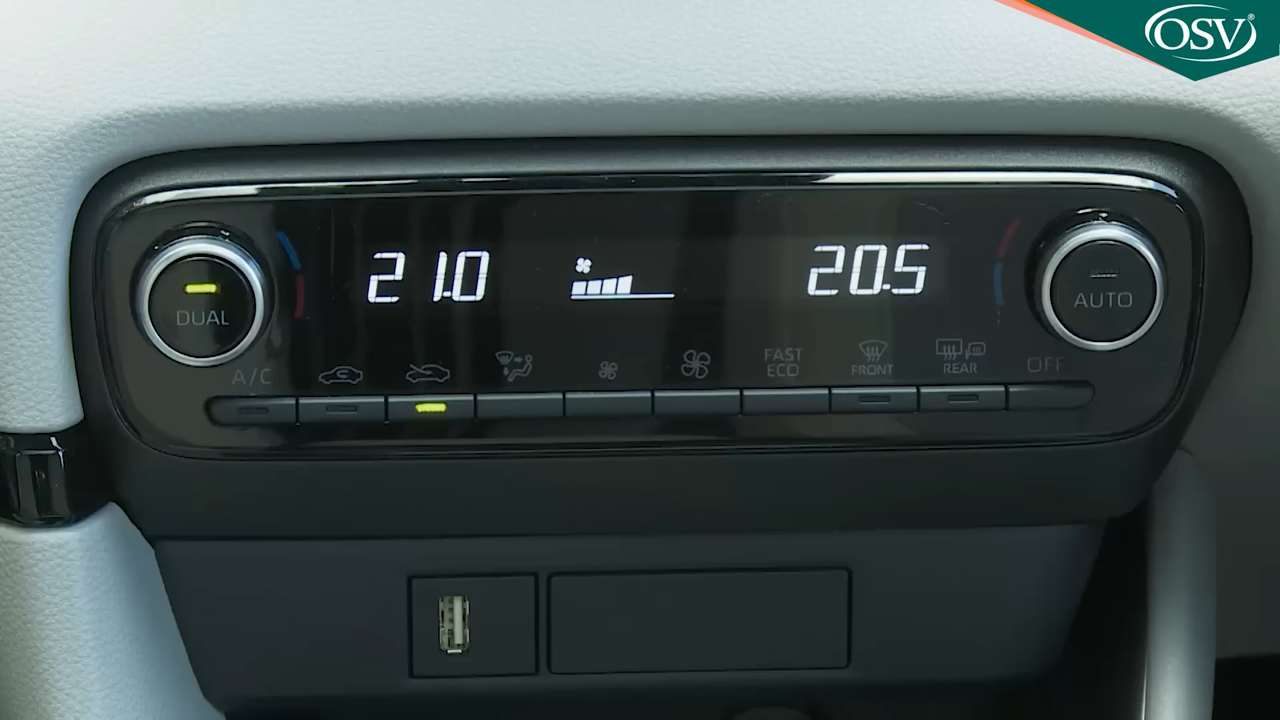 OSV®
21.0
20.5
DUAL
AUTO
A/C
FAST
ECO
FRONT
REAR
OFF